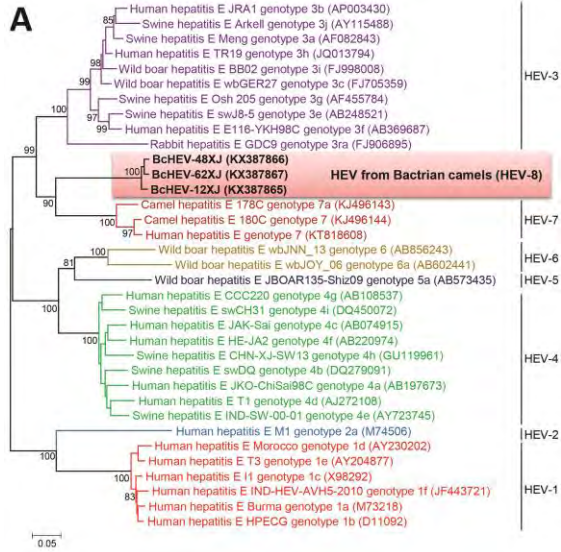 A
Human hepatitis E JRA1 genotype 3b (AP003430)
85
Swine hepatitis E Arkell genotype 3j (AY115488)
Swine hepatitis E Meng genotype 3a (AF082843)
Human hepatitis E TR19 genotype 3h (JQ013794)
98
Wild boar hepatitis E BB02 genotype 3i (FJ998008)
99
Wild boar hepatitis E wbGER27 genotype 3c (FJ705359)
Swine hepatitis E Osh 205 genotype 3g (AF455784)
97
Swine hepatitis E swJ8-5 genotype 3e (AB248521)
99
Human hepatitis E E116-YKH98C genotype 3f (AB369687)
100
Rabbit hepatitis E GDC9 genotype 3ra (FJ906895)
HEV-3
BcHEV-48XJ (KX387866)
100
BcHEV-62XJ (KX387867)
HEV from Bactrian camels (HEV-8)
BcHEV-12XJ (KX387865)
100
Camel hepatitis E 178C genotype 7a (KJ496143)
100
Camel hepatitis E 180C genotype 7 (KJ496144)
97
Human hepatitis E genotype 7 (KT818608)
HEV-7
Wild boar hepatitis E wbJNN_13 genotype 6 (AB856243)
100
Wild boar hepatitis E wbJOY_06 genotype 6a (AB602441)
HEV-6
81
Wild boar hepatitis E JBOAR135-Shiz09 genotype 5a (AB573435)
HEV-5
100
Human hepatitis E CCC220 genotype 4g (AB108537)
Swine hepatitis E swCH31 genotype 4i (DQ450072)
Human hepatitis E JAK-Sai genotype 4c (AB074915)
Human hepatitis E HE-JA2 genotype 4f (AB220974)
100
Swine hepatitis E CHN-XJ-SW13 genotype 4h (GU119961)
Swine hepatitis E swDQ genotype 4b (DQ279091)
Human hepatitis E JKO-ChiSai98C genotype 4a (AB197673)
Human hepatitis E T1 genotype 4d (AJ272108)
Swine hepatitis E IND-SW-00-01 genotype 4e (AY723745)
HEV-4
Human hepatitis E M1 genotype 2a (M74506)
HEV-2
100
Human hepatitis E Morocco genotype 1d (AY230202)
Human hepatitis E T3 genotype 1e (AY204877)
100
Human hepatitis E I1 genotype 1c (X98292)
Human hepatitis E IND-HEV-AVH5-2010 genotype 1f (JF443721)
83
Human hepatitis E Burma genotype 1a (M73218)
Human hepatitis E HPECG genotype 1b (D11092)
HEV-1
0.05